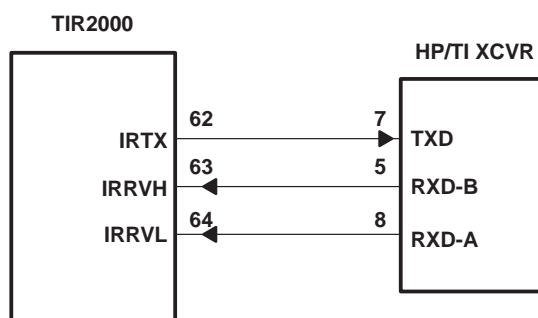 TIR2000
HP/TI XCVR
IRTX 62 7 TXD
IRRVH 63 5 RXD-B
IRRVL 64 8 RXD-A